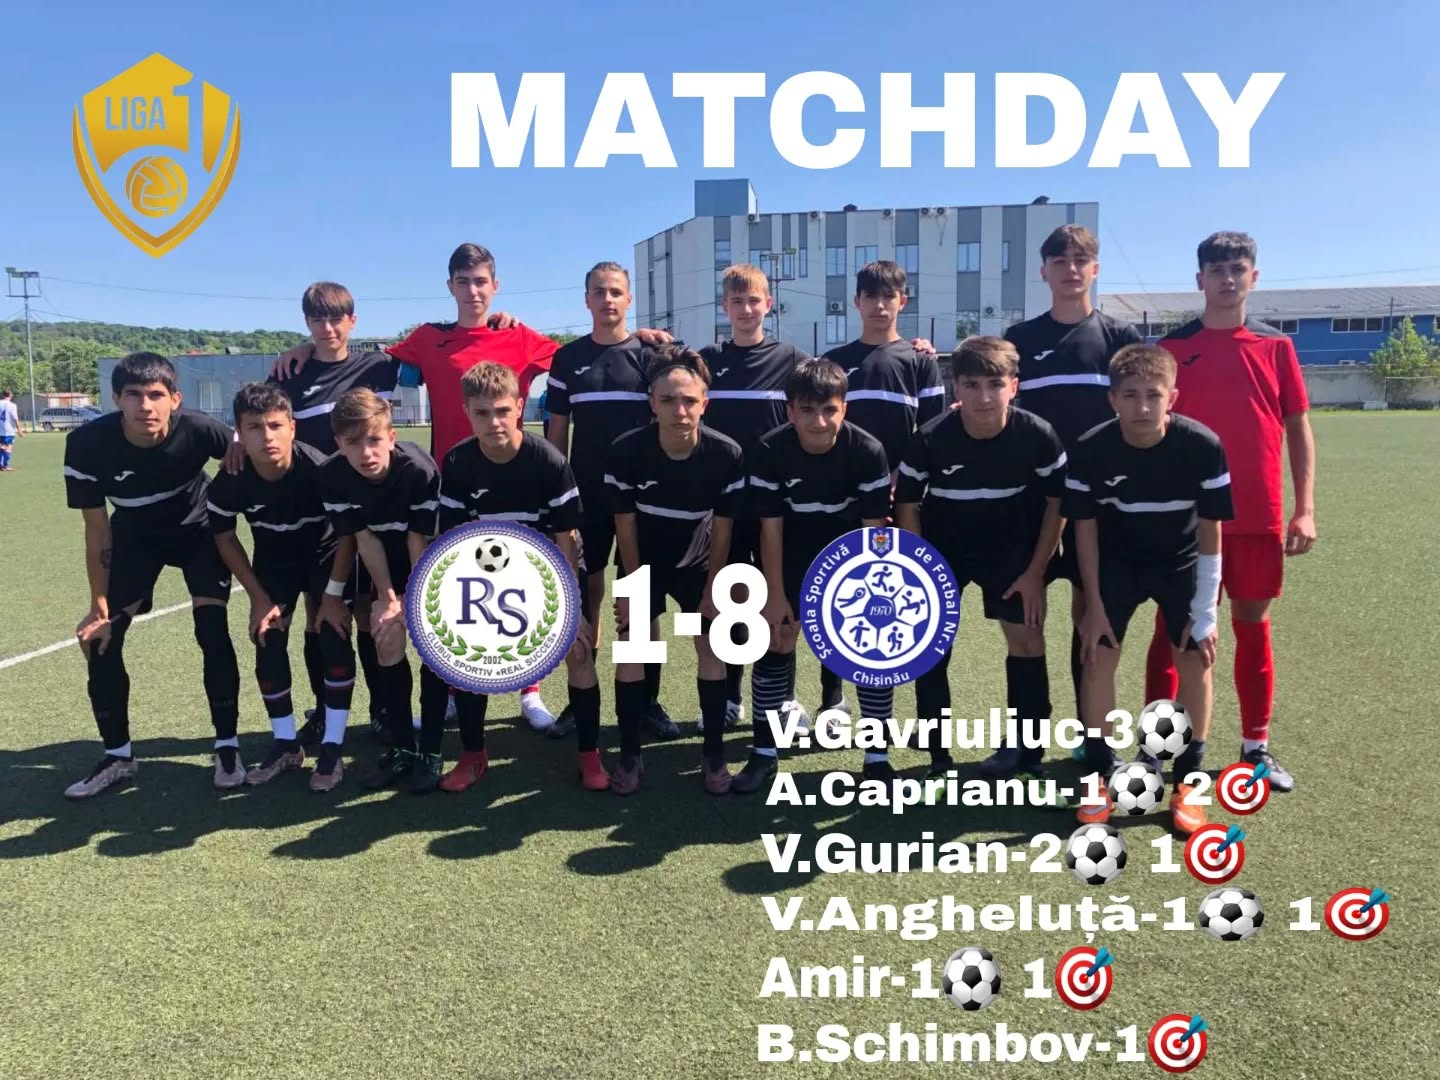 LIGA 1
MATCHDAY
RS
2002
CLUBUL SPORTIV «REAL SUCCES»
1-8
Școala Sportivă de Fotbal Nr.1
1970
Chișinău
V.Gavriuliuc-3⚽
A.Caprianu-1⚽ 2🎯
V.Gurian-2⚽ 1🎯
V.Angheluță-1⚽ 1🎯
Amir-1⚽ 1🎯
B.Schimbov-1🎯